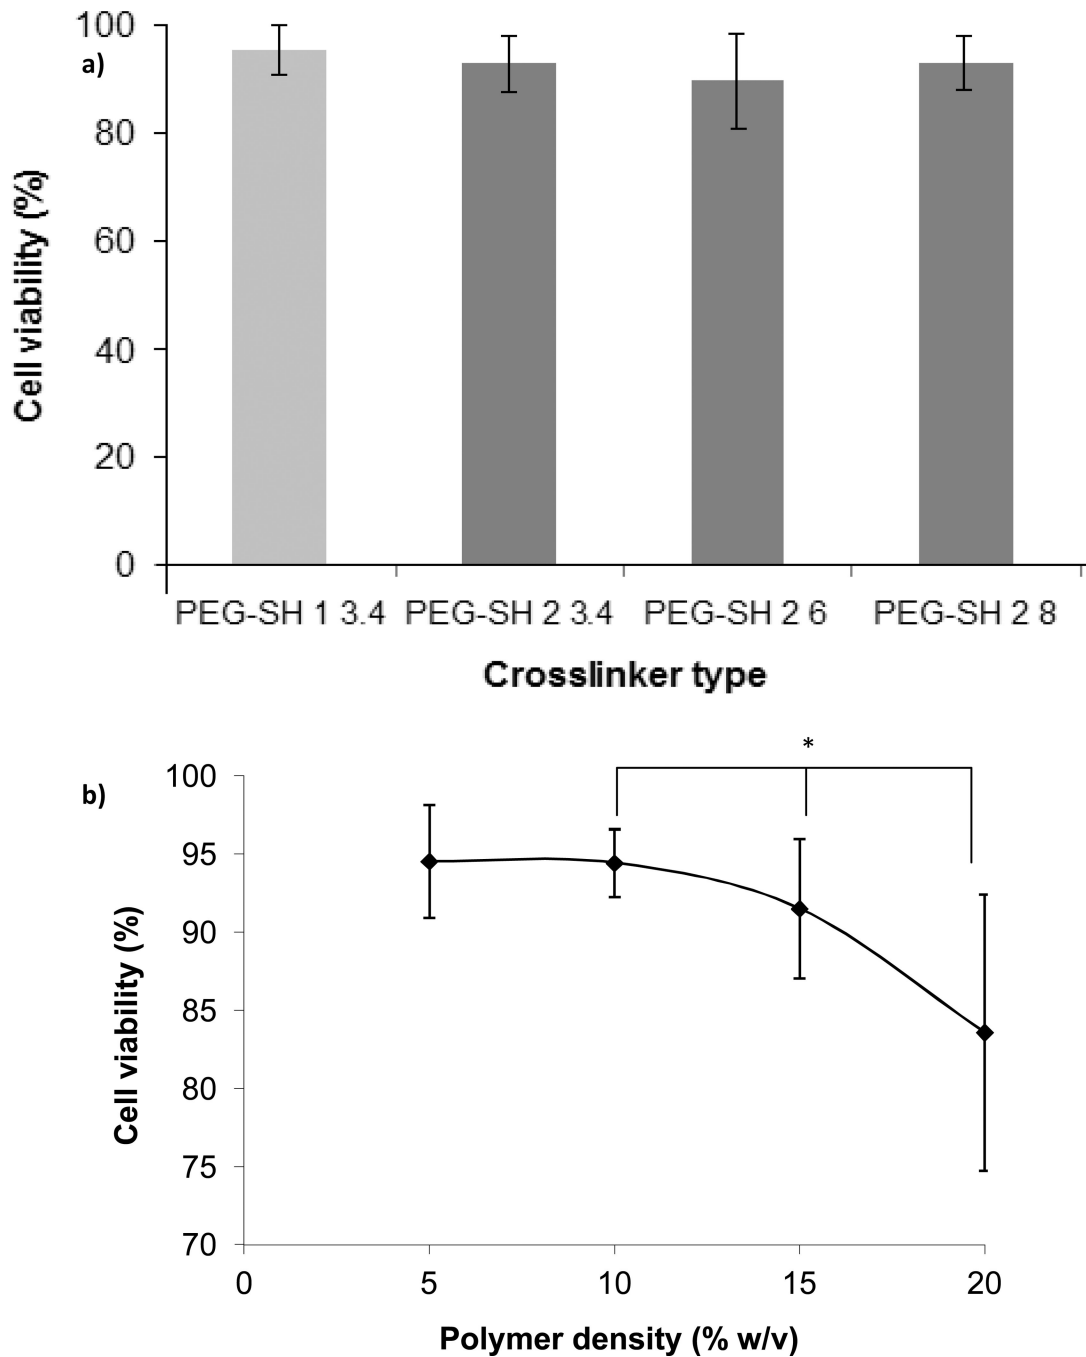 100
a)
80
60
40
20
0
Cell viability (%)
PEG-SH 1 3.4 PEG-SH 2 3.4 PEG-SH 2 6 PEG-SH 2 8
Crosslinker type
*
100
b)
95
90
85
80
75
70
Cell viability (%)
0 5 10 15 20
Polymer density (% w/v)